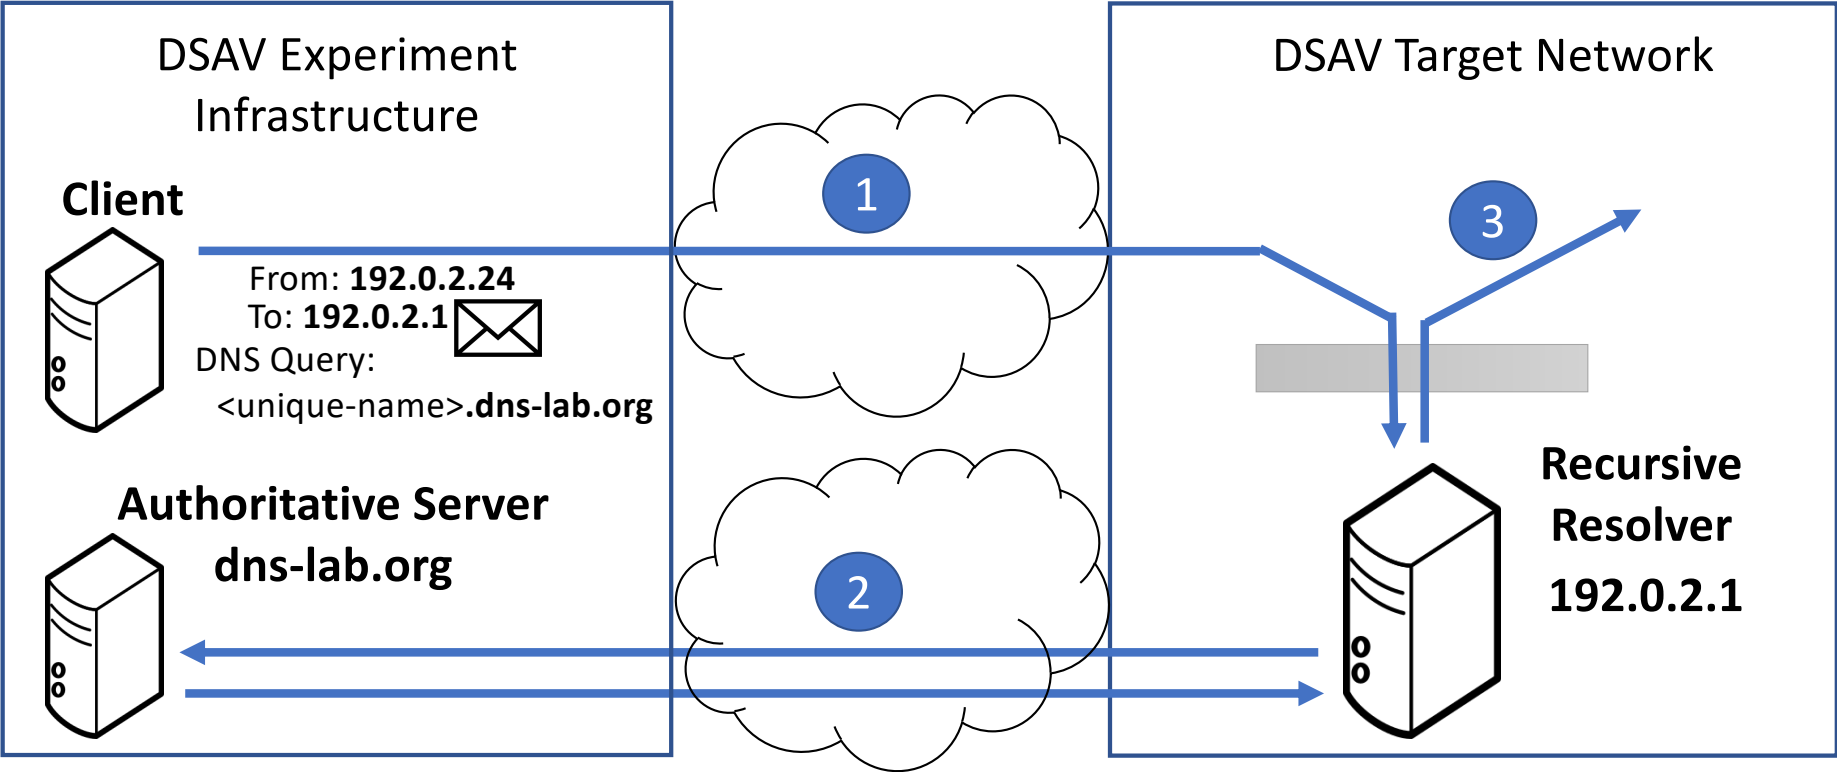 DSAV Experiment
Infrastructure
DSAV Target Network
Client
1
3
From: 192.0.2.24
To: 192.0.2.1
DNS Query:
<unique-name>.dns-lab.org
Authoritative Server
dns-lab.org
2
Recursive
Resolver
192.0.2.1